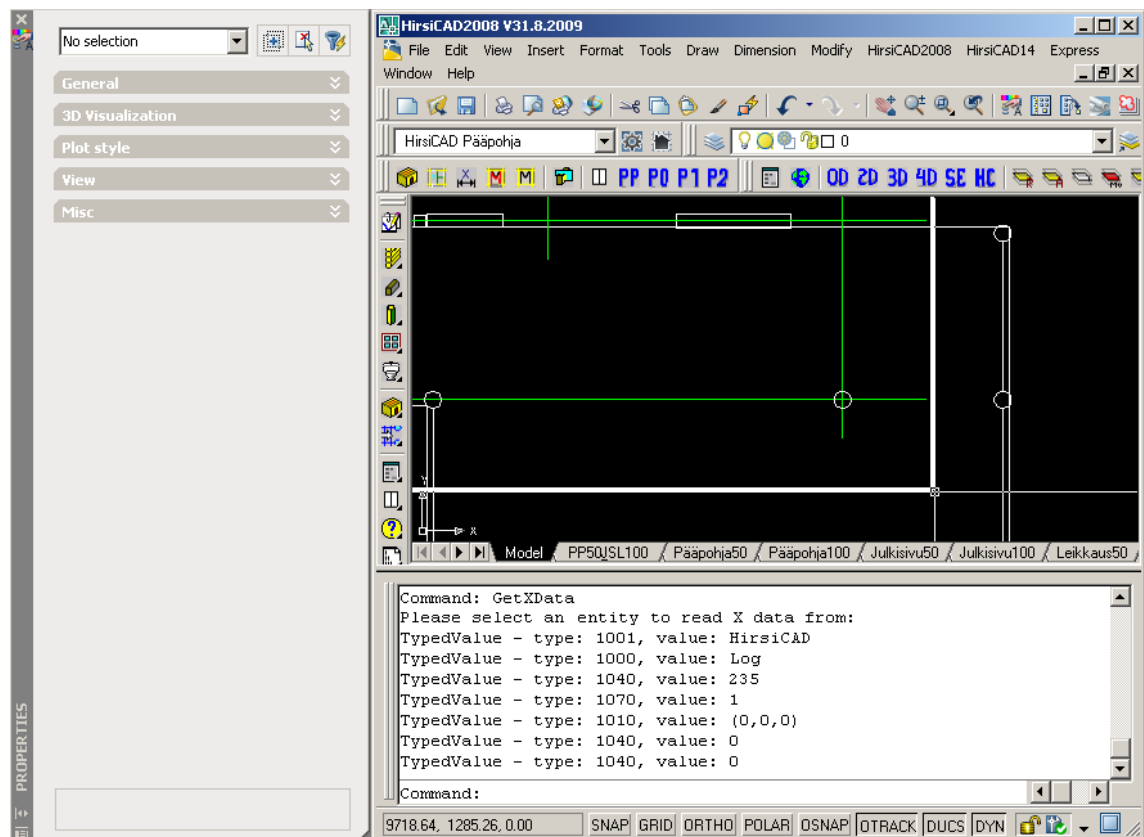 No selection
General
3D Visualization
Plot style
View
Misc
PROPERTIES
HirsiCAD2008 V31.8.2009
File Edit View Insert Format Tools Draw Dimension Modify HirsiCAD2008 HirsiCAD14 Express
Window Help
HirsiCAD Pääpohja 0
M M PP P0 P1 P2 OD 2D 3D 4D SE HC
Y
X
Model PP50JSL100 Pääpohja50 Pääpohja100 Julkisivu50 Julkisivu100 Leikkaus50
Command: GetXData
Please select an entity to read X data from:
TypedValue - type: 1001, value: HirsiCAD
TypedValue - type: 1000, value: Log
TypedValue - type: 1040, value: 235
TypedValue - type: 1070, value: 1
TypedValue - type: 1010, value: (0,0,0)
TypedValue - type: 1040, value: 0
TypedValue - type: 1040, value: 0
Command:
9718.64, 1285.26, 0.00 SNAP GRID ORTHO POLAR OSNAP OTRACK DUCS DYN